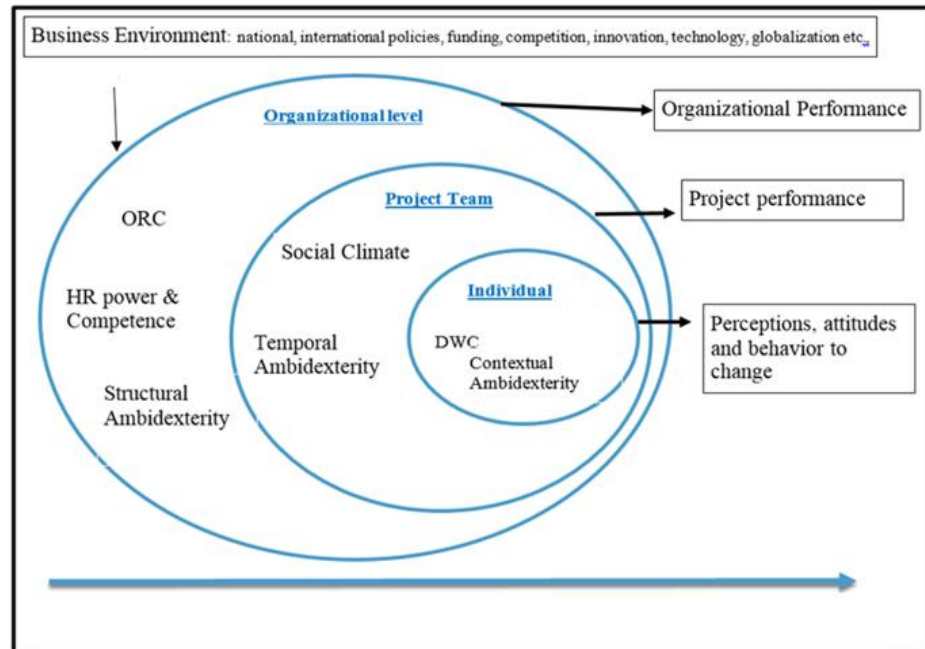 Business Environment: national, international policies, funding, competition, innovation, technology, globalization etc.,
Organizational level
Organizational Performance
Project Team
Project performance
ORC
Social Climate
Individual
HR power &
Competence
Perceptions, attitudes
and behavior to
change
Temporal
Ambidexterity
DWC
Contextual
Ambidexterity
Structural
Ambidexterity